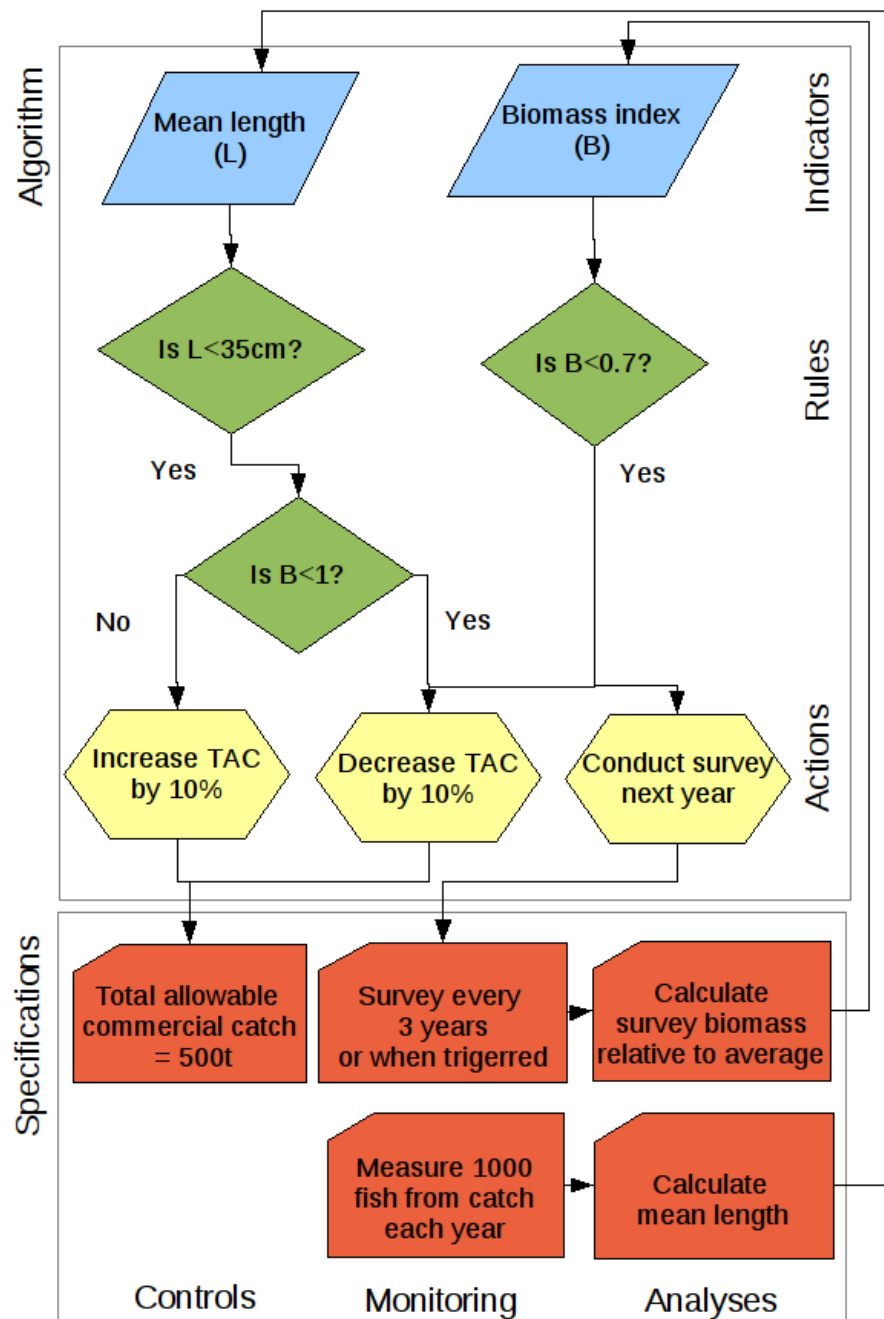 Algorithm
Indicators
Mean length
(L)
Biomass index
(B)
Rules
Is L<35cm?
Is B<0.7?
Yes
Yes
Is B<1?
No
Yes
Actions
Increase TAC
by 10%
Decrease TAC
by 10%
Conduct survey
next year
Specifications
Total allowable
commercial catch
= 500t
Survey every
3 years
or when trigerred
Calculate
survey biomass
relative to average
Measure 1000
fish from catch
each year
Calculate
mean length
Controls
Monitoring
Analyses